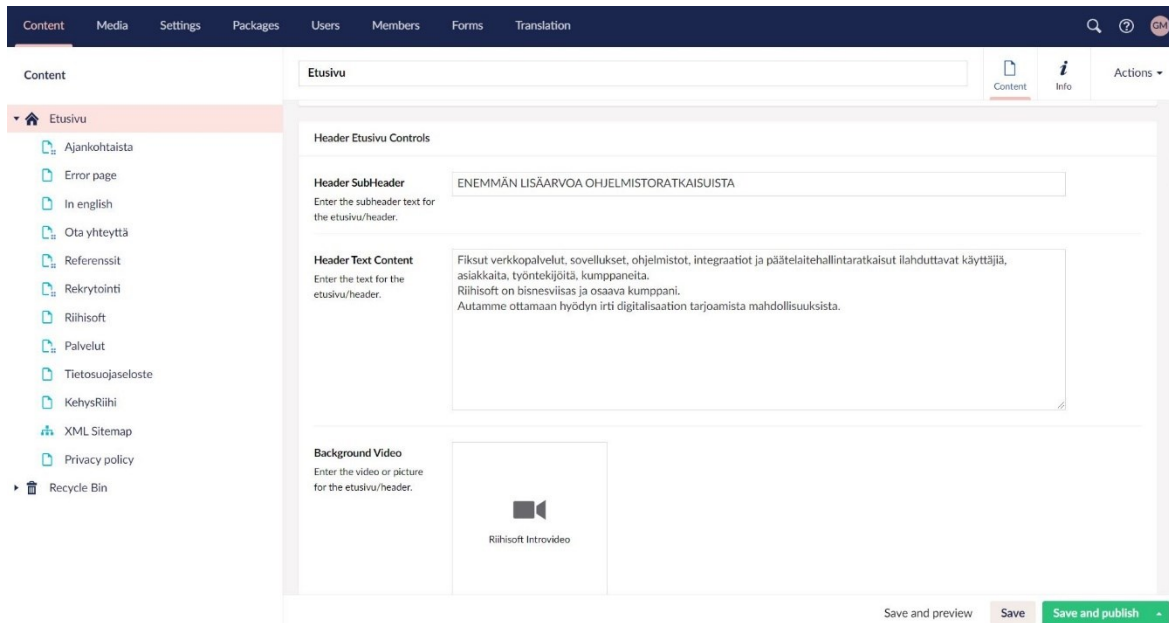 Content Media Settings Packages Users Members Forms Translation GM
Content
Etusivu
Ajankohtaista
Error page
In english
Ota yhteyttä
Referenssit
Rekrytointi
Riihisoft
Palvelut
Tietosuojaseloste
KehysRiihi
XML Sitemap
Privacy policy
Recycle Bin
Etusivu
Content
Info
Actions
Header Etusivu Controls
Header SubHeader
Enter the subheader text for
the etusivu/header.
ENEMMÄN LISÄARVOA OHJELMISTORATKAISUISTA
Header Text Content
Enter the text for the
etusivu/header.
Fiksut verkkopalvelut, sovellukset, ohjelmistot, integraatiot ja päätelaitehallintaratkaisut ilahduttavat käyttäjiä,
asiakkaita, työntekijöitä, kumppaneita.
Riihisoft on bisnesviisas ja osaava kumppani.
Autamme ottamaan hyödyn irti digitalisaation tarjoamista mahdollisuuksista.
Background Video
Enter the video or picture
for the etusivu/header.
Riihisoft Introvideo
Save and preview Save Save and publish